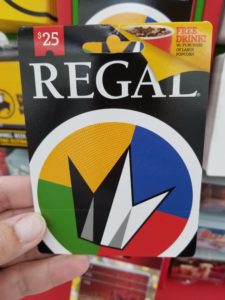 $25
FREE
DRINK!
W/ PURCHASE
OF LARGE
POPCORN
REGAL